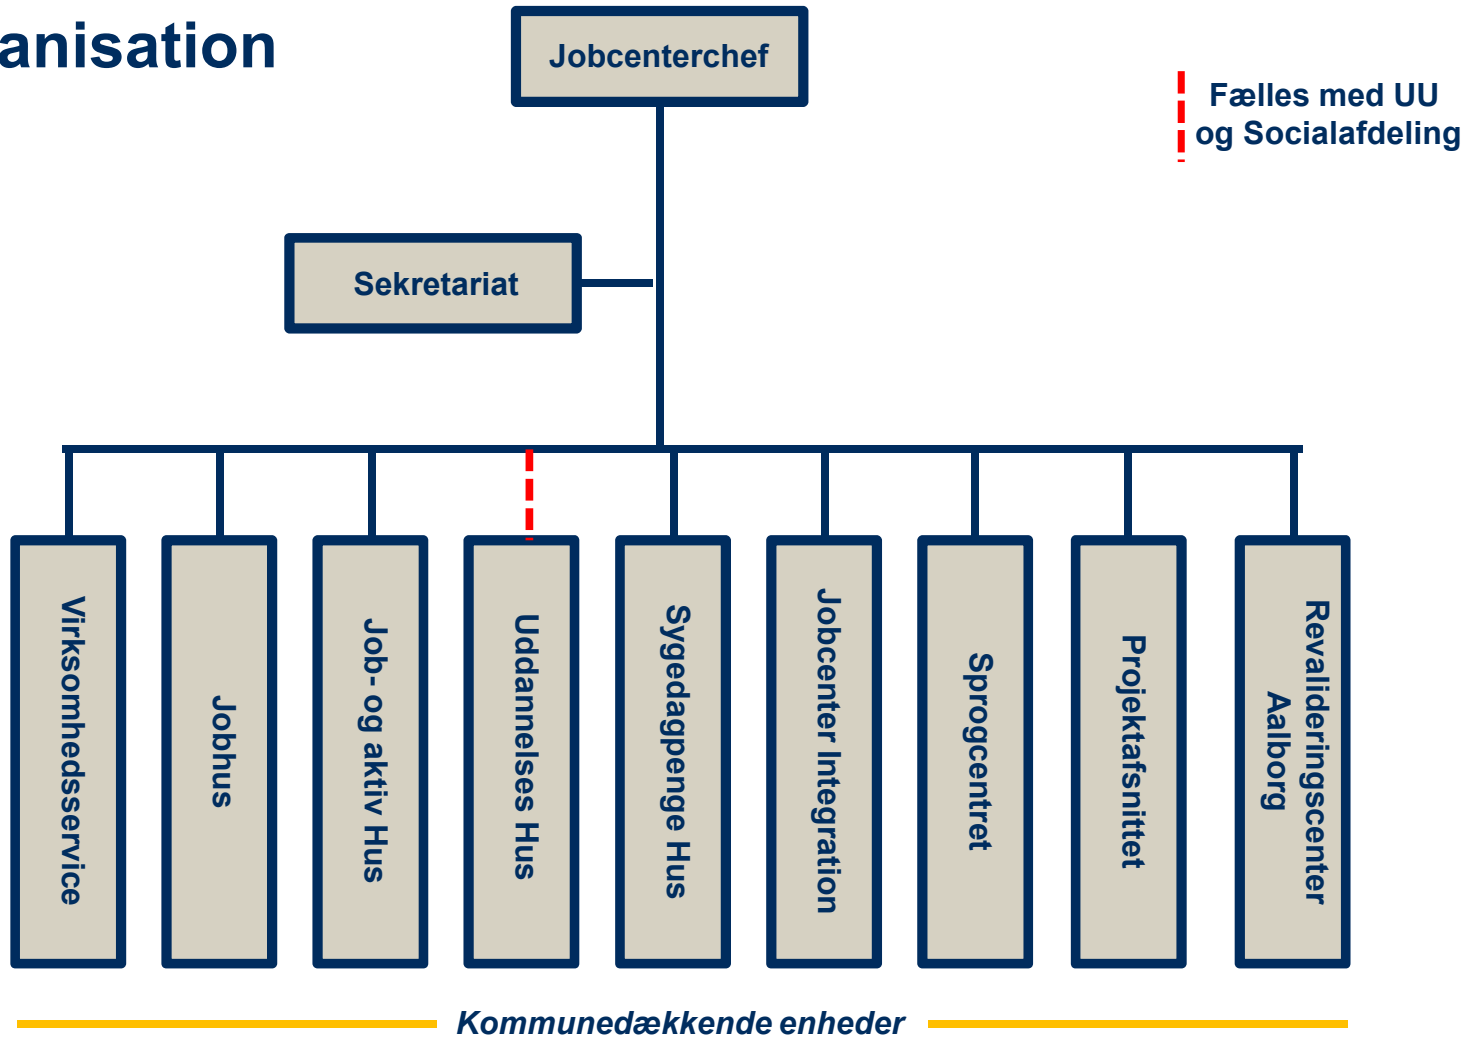 anisation
Jobcenterchef
Fælles med UU
og Socialafdeling
Sekretariat
Virksomhedsservice
Jobhus
Job- og aktiv Hus
Uddannelses Hus
Sygedagpenge Hus
Jobcenter Integration
Sprogcentret
Projektafsnittet
Revalideringscenter
Aalborg
Kommunedækkende enheder